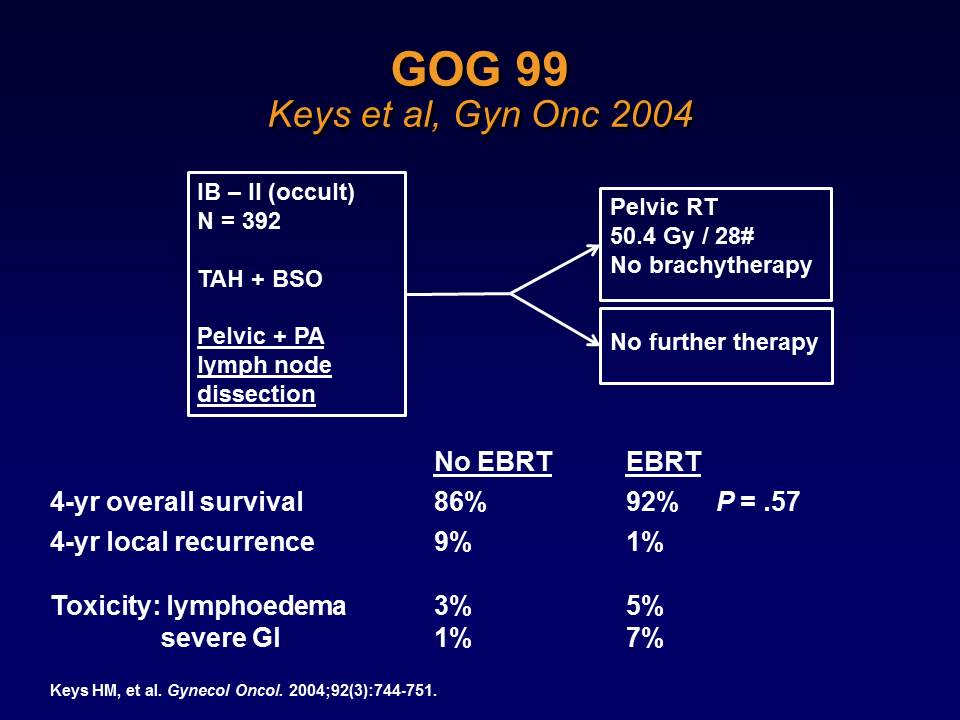 GOG 99
Keys et al, Gyn Onc 2004
IB – II (occult)
N = 392
TAH + BSO
Pelvic + PA
lymph node
dissection
Pelvic RT
50.4 Gy / 28#
No brachytherapy
No further therapy
No EBRT EBRT
4-yr overall survival 86% 92% P = .57
4-yr local recurrence 9% 1%
Toxicity: lymphoedema 3% 5%
severe GI 1% 7%
Keys HM, et al. Gynecol Oncol. 2004;92(3):744-751.